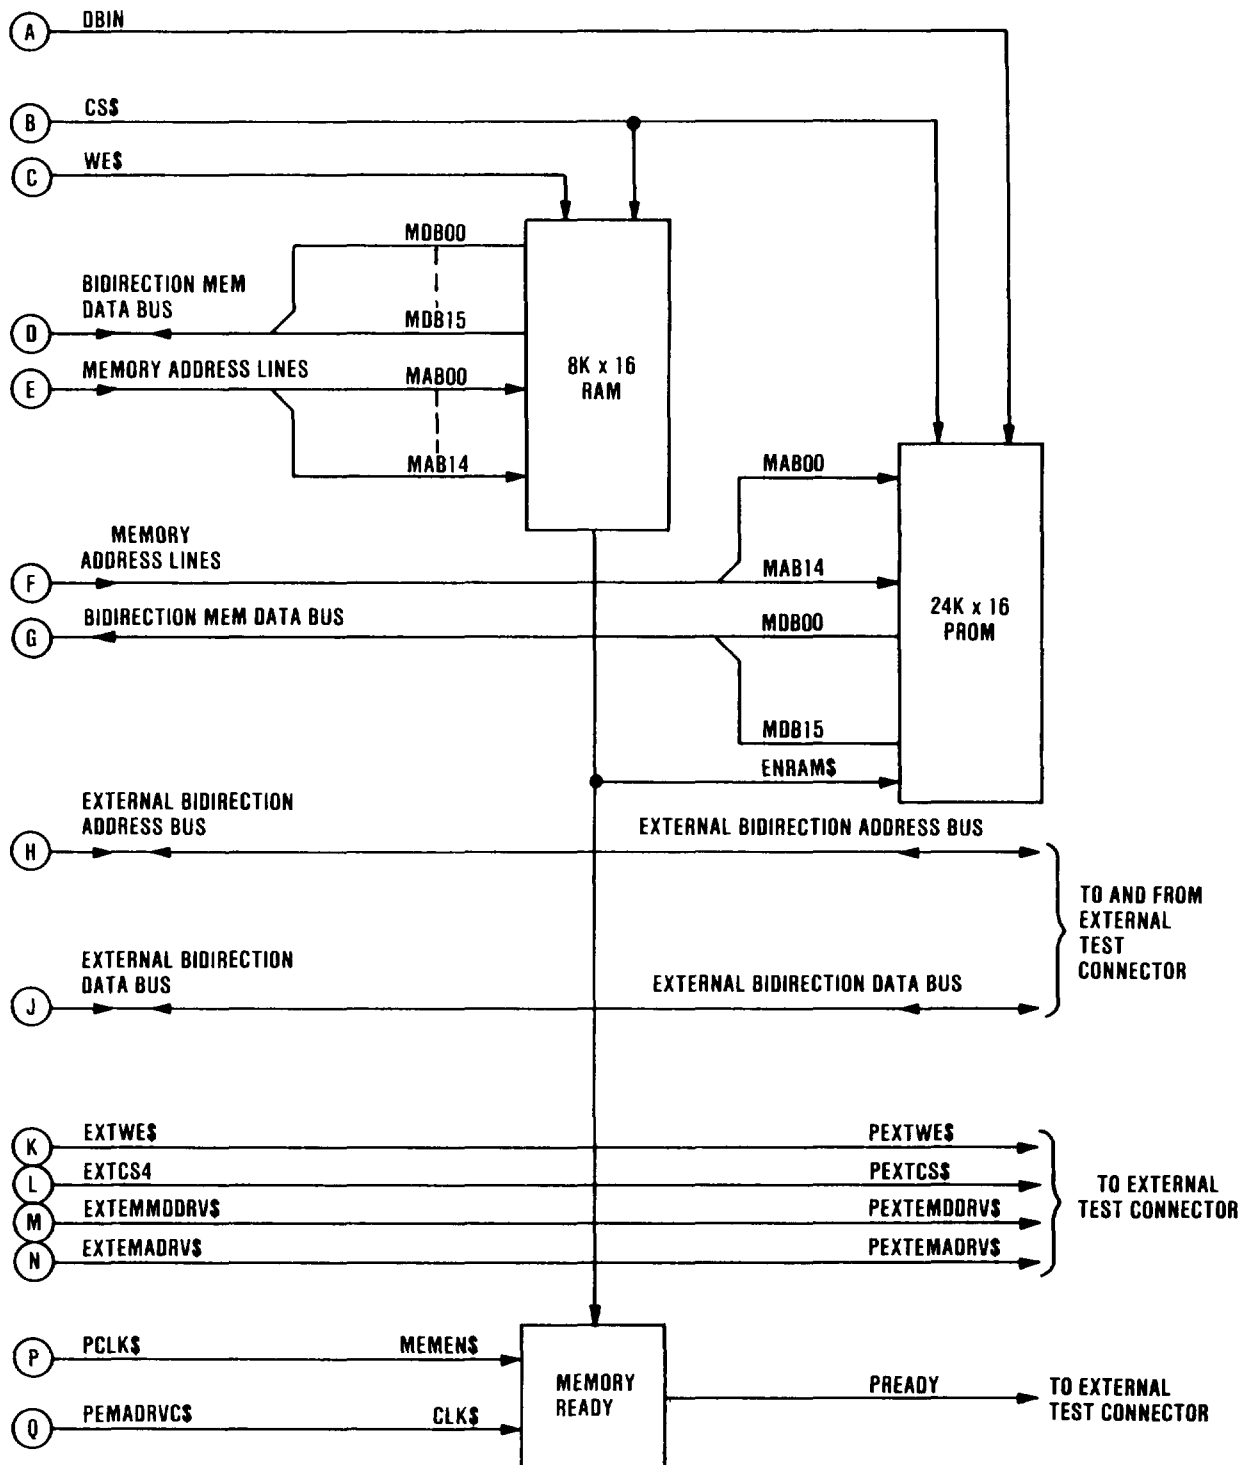 A
DBIN
B
CS$
C
WE$
MDB00
BIDIRECTION MEM
DATA BUS
D
MDB15
E
MEMORY ADDRESS LINES
MAB00
8K x 16
RAM
MAB14
MAB00
MEMORY
ADDRESS LINES
F
MAB14
G
BIDIRECTION MEM DATA BUS
MDB00
24K x 16
PROM
MDB15
ENRAM$
EXTERNAL BIDIRECTION
ADDRESS BUS
EXTERNAL BIDIRECTION ADDRESS BUS
H
TO AND FROM
EXTERNAL
TEST
CONNECTOR
EXTERNAL BIDIRECTION
DATA BUS
EXTERNAL BIDIRECTION DATA BUS
J
K
EXTWE$
PEXTWE$
L
EXTCS4
PEXTCS$
M
EXTEMMDDRV$
PEXTEMDDRV$
N
EXTEMADRV$
PEXTEMADRV$
TO EXTERNAL
TEST CONNECTOR
P
PCLK$
MEMEN$
MEMORY
READY
PREADY
TO EXTERNAL
TEST CONNECTOR
Q
PEMADRVC$
CLK$